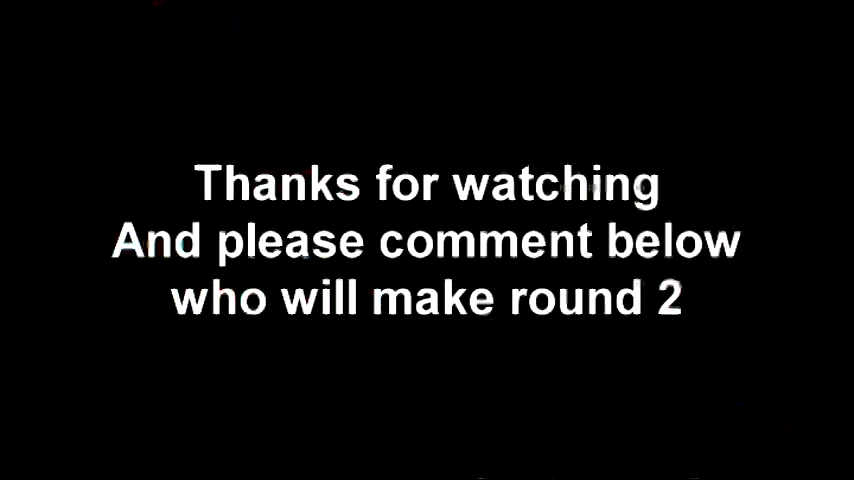 Thanks for watching
And please comment below
who will make round 2